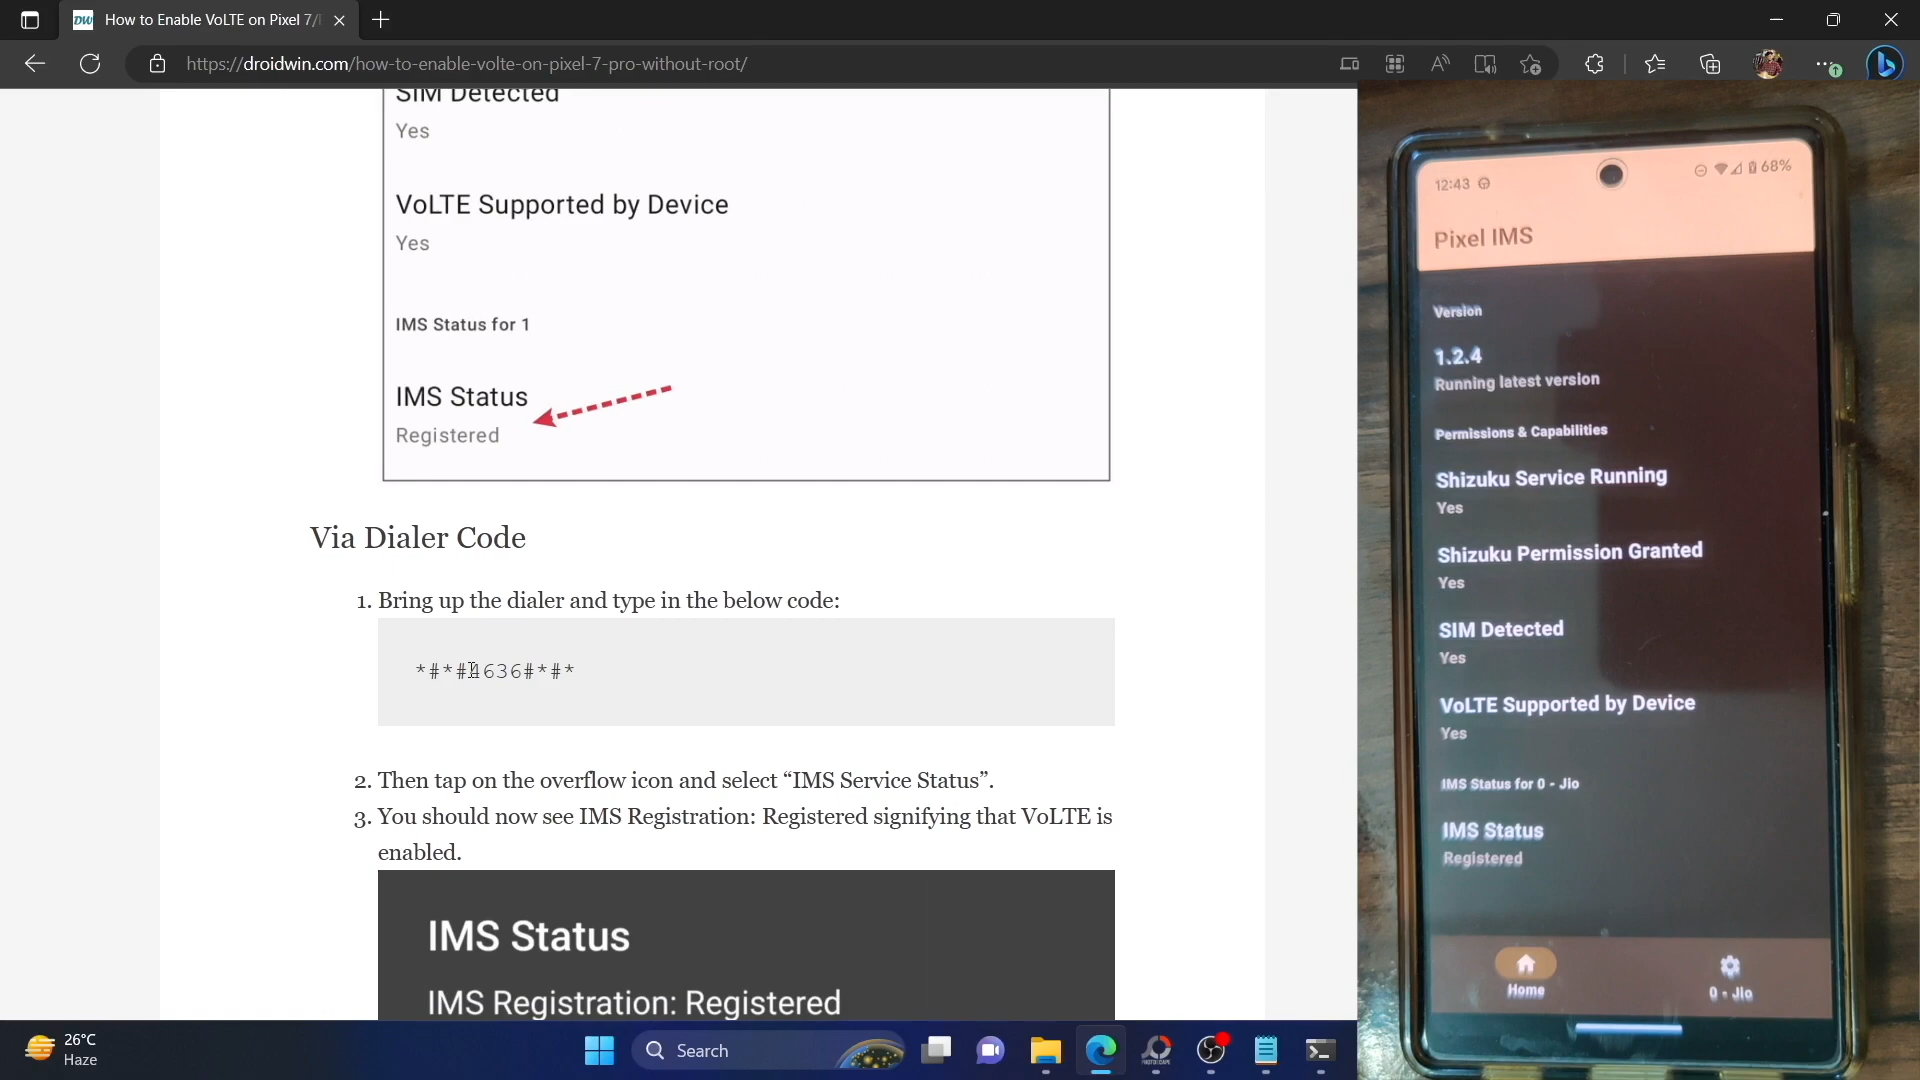 DW How to Enable VoLTE on Pixel 7/
https://droidwin.com/how-to-enable-volte-on-pixel-7-pro-without-root/
SIM Detected
Yes
VoLTE Supported by Device
Yes
IMS Status for 1
IMS Status
Registered
Via Dialer Code
1. Bring up the dialer and type in the below code:
*#*#4636#*#*
2. Then tap on the overflow icon and select “IMS Service Status”.
3. You should now see IMS Registration: Registered signifying that VoLTE is
enabled.
IMS Status
IMS Registration: Registered
12:43
68%
Pixel IMS
Version
1.2.4
Running latest version
Permissions & Capabilities
Shizuku Service Running
Yes
Shizuku Permission Granted
Yes
SIM Detected
Yes
VoLTE Supported by Device
Yes
IMS Status for 0 - Jio
IMS Status
Registered
Home
0 - Jio
26°C
Haze
Search